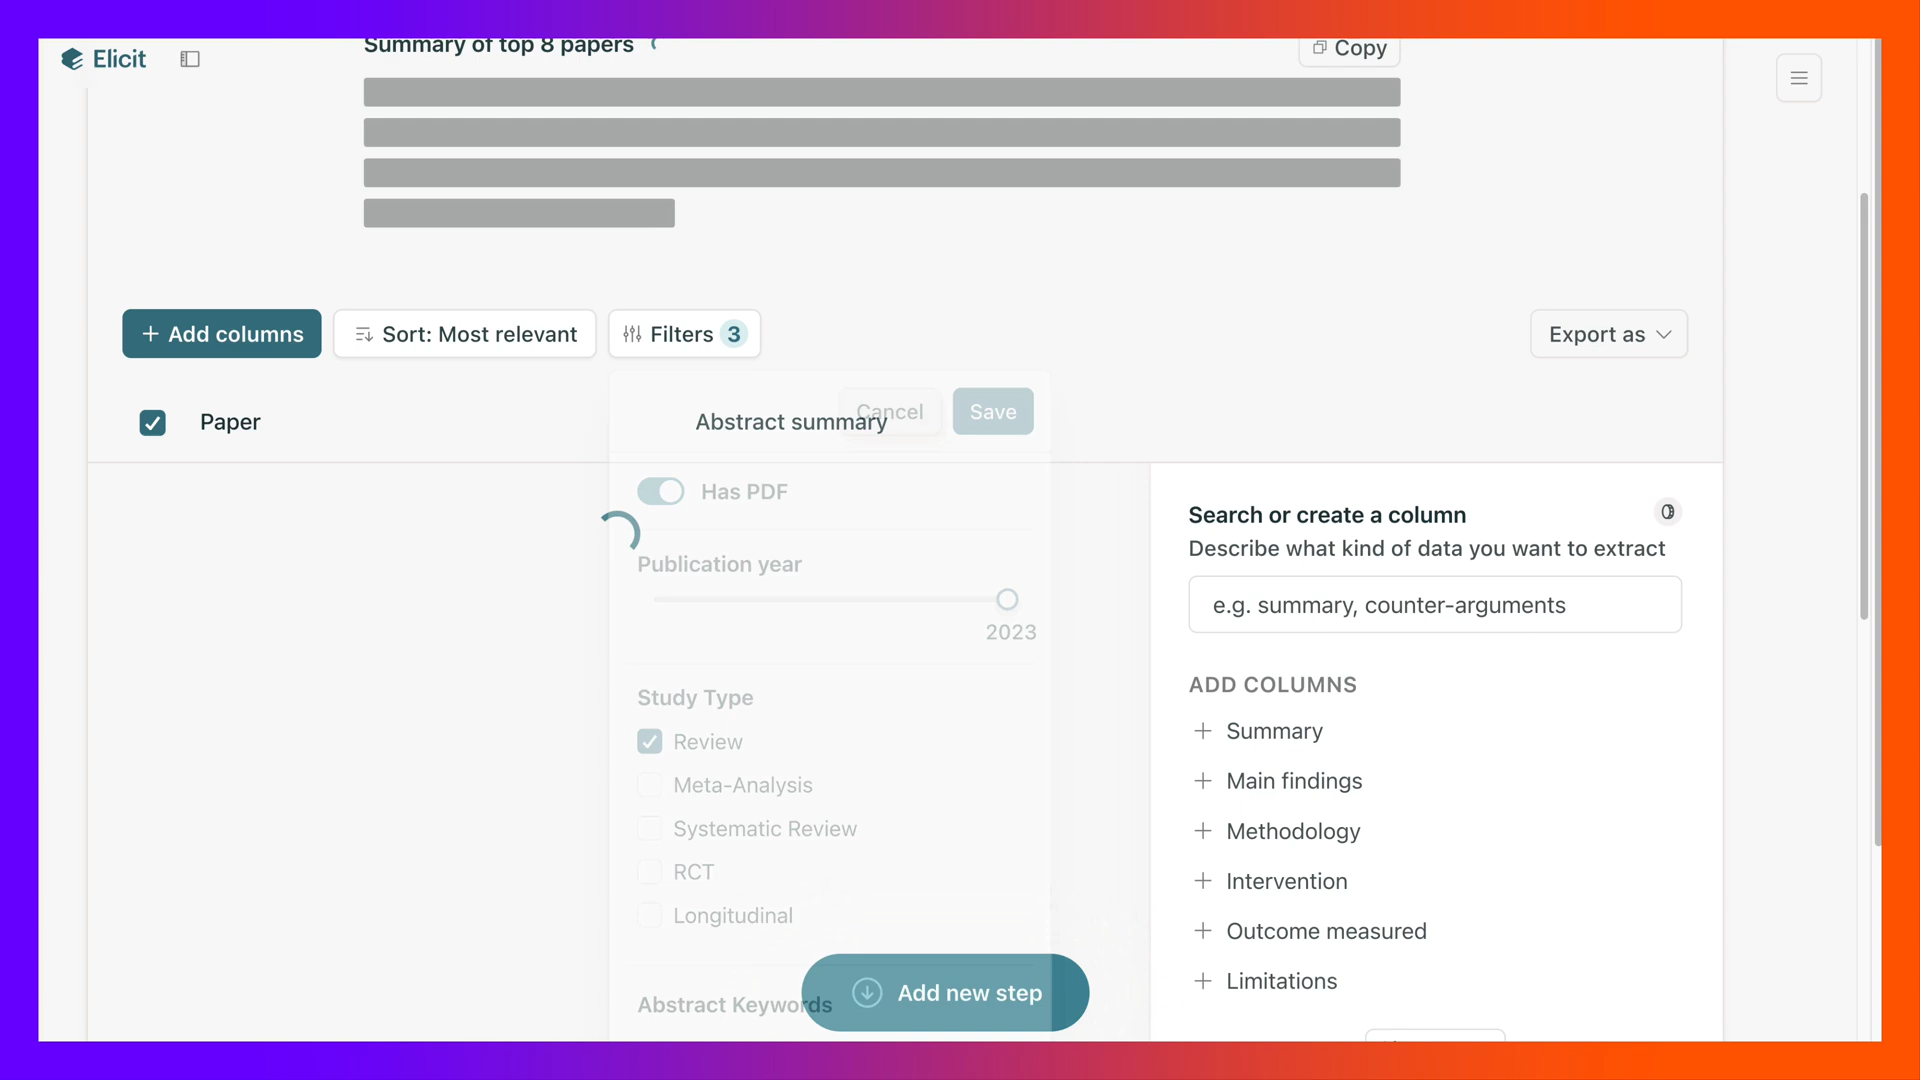 Elicit
Summary of top 8 papers
Copy
Add columns
Sort: Most relevant
Filters 3
Export as
Paper
Abstract summary
Cancel
Save
Has PDF
Publication year
2023
Study Type
Review
Meta-Analysis
Systematic Review
RCT
Longitudinal
Abstract Keywords
Add new step
Search or create a column
Describe what kind of data you want to extract
e.g. summary, counter-arguments
ADD COLUMNS
Summary
Main findings
Methodology
Intervention
Outcome measured
Limitations